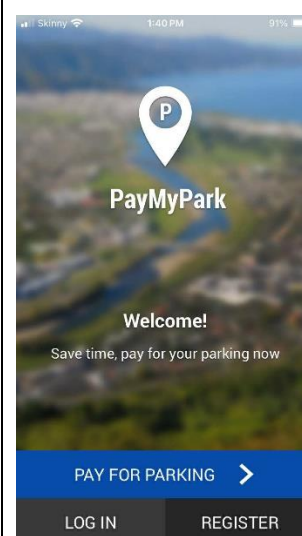 Skinny 1:40 PM 91%
P
PayMyPark
Welcome!
Save time, pay for your parking now
PAY FOR PARKING
LOG IN REGISTER